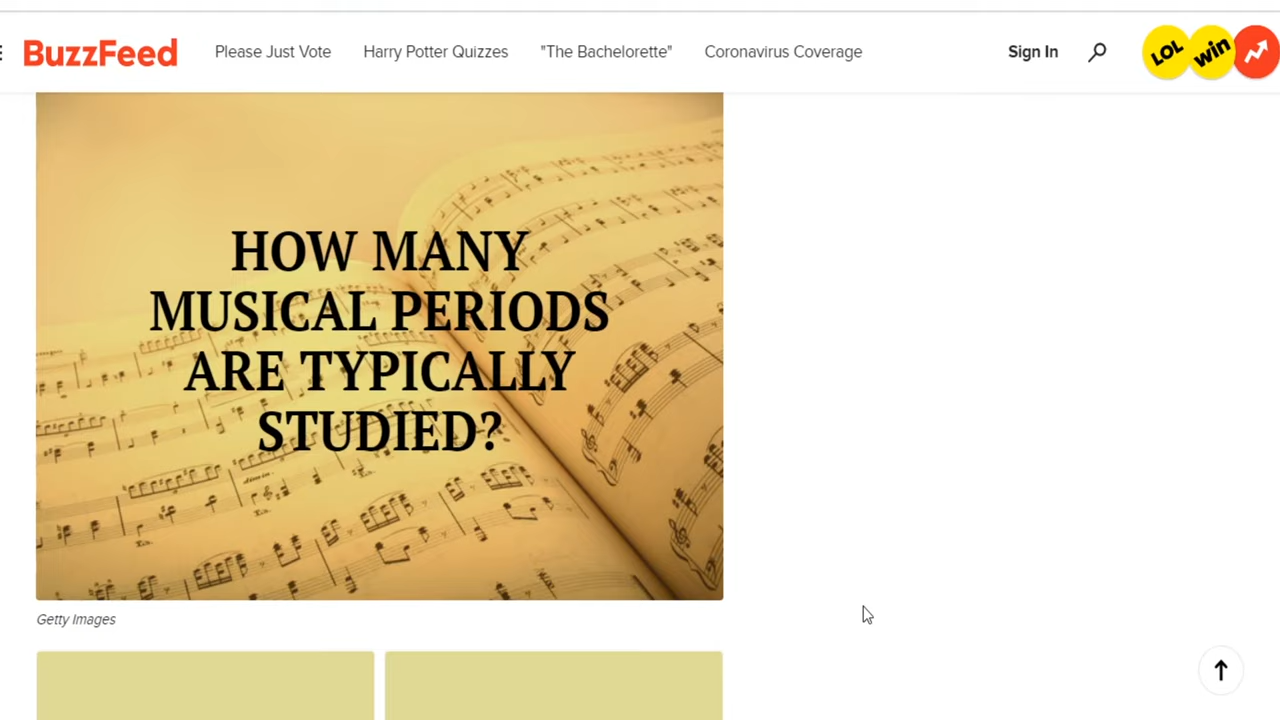 BuzzFeed
Please Just Vote
Harry Potter Quizzes
"The Bachelorette"
Coronavirus Coverage
Sign In
LOL
win
HOW MANY
MUSICAL PERIODS
ARE TYPICALLY
STUDIED?
dimin.
Getty Images